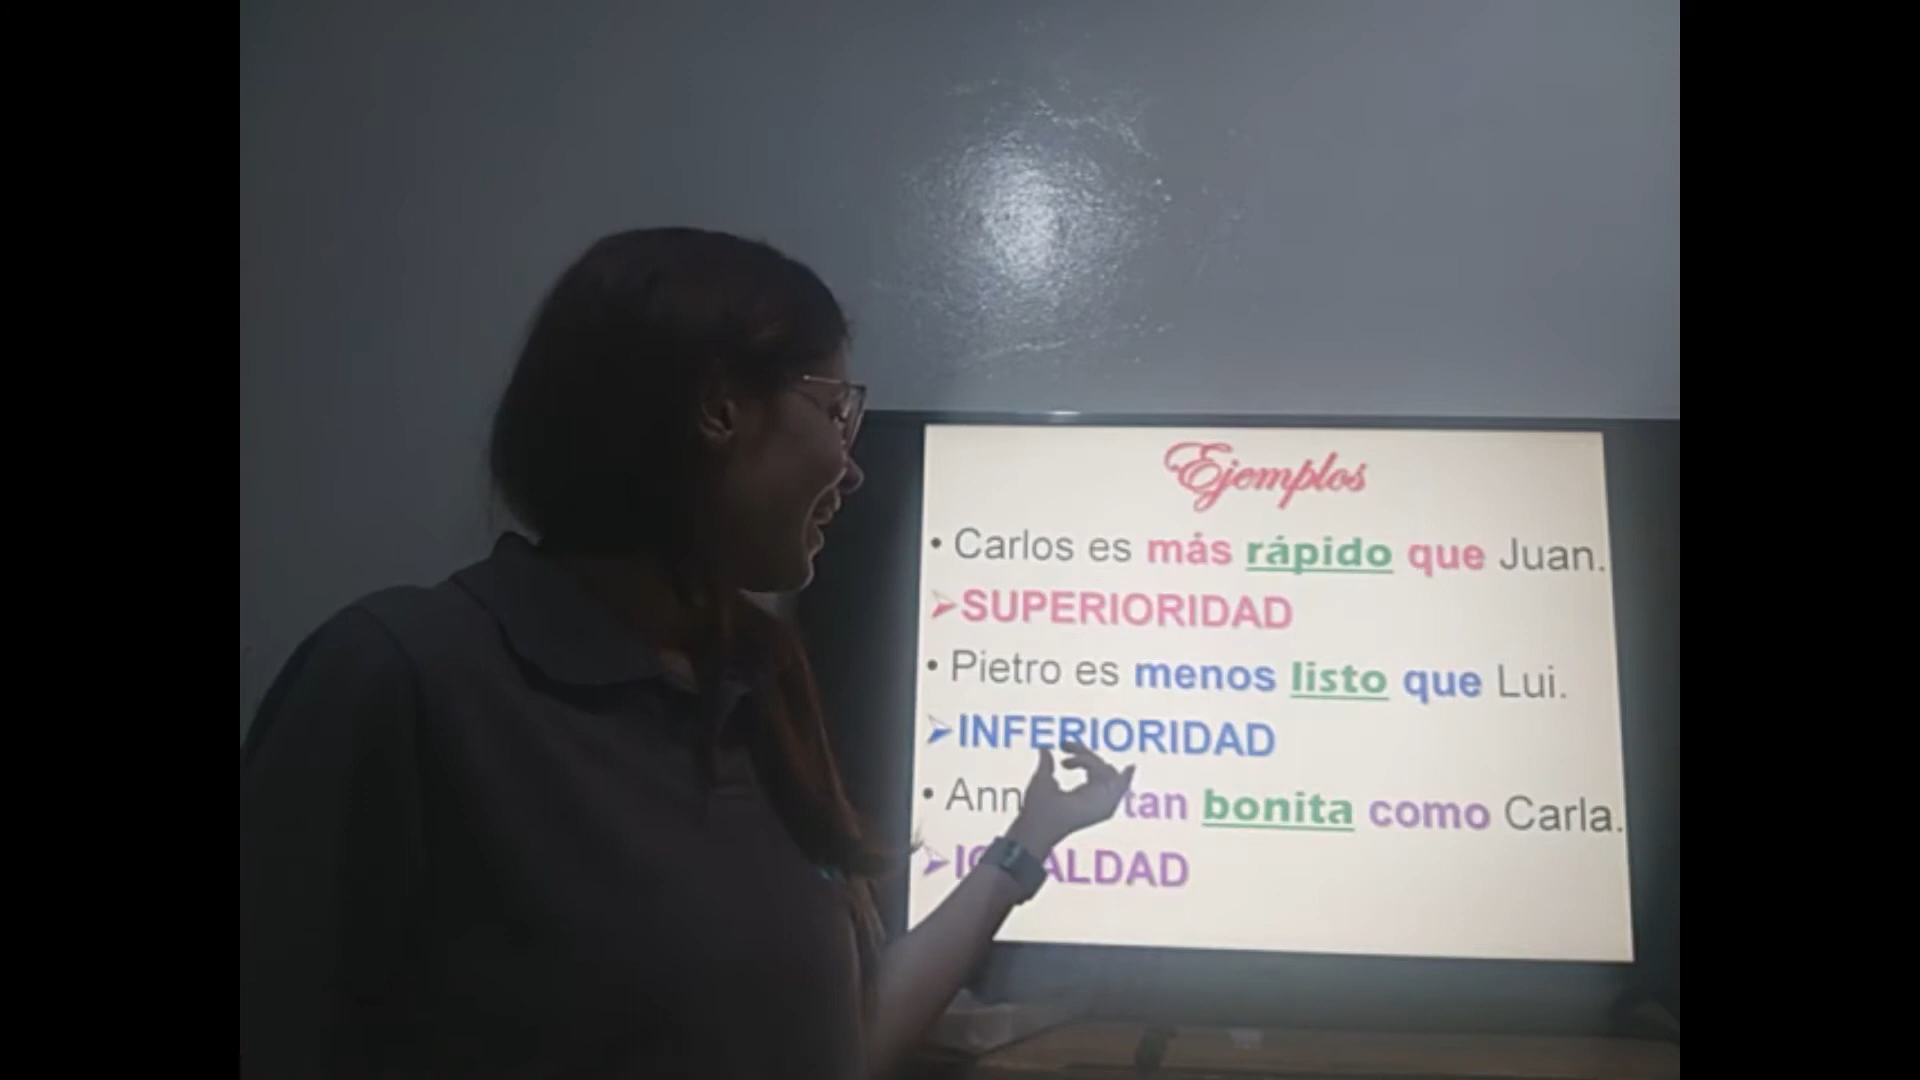 Ejemplos
• Carlos es más rápido que Juan.
➢SUPERIORIDAD
• Pietro es menos listo que Lui.
➢INFERIORIDAD
• tan bonita como Carla.